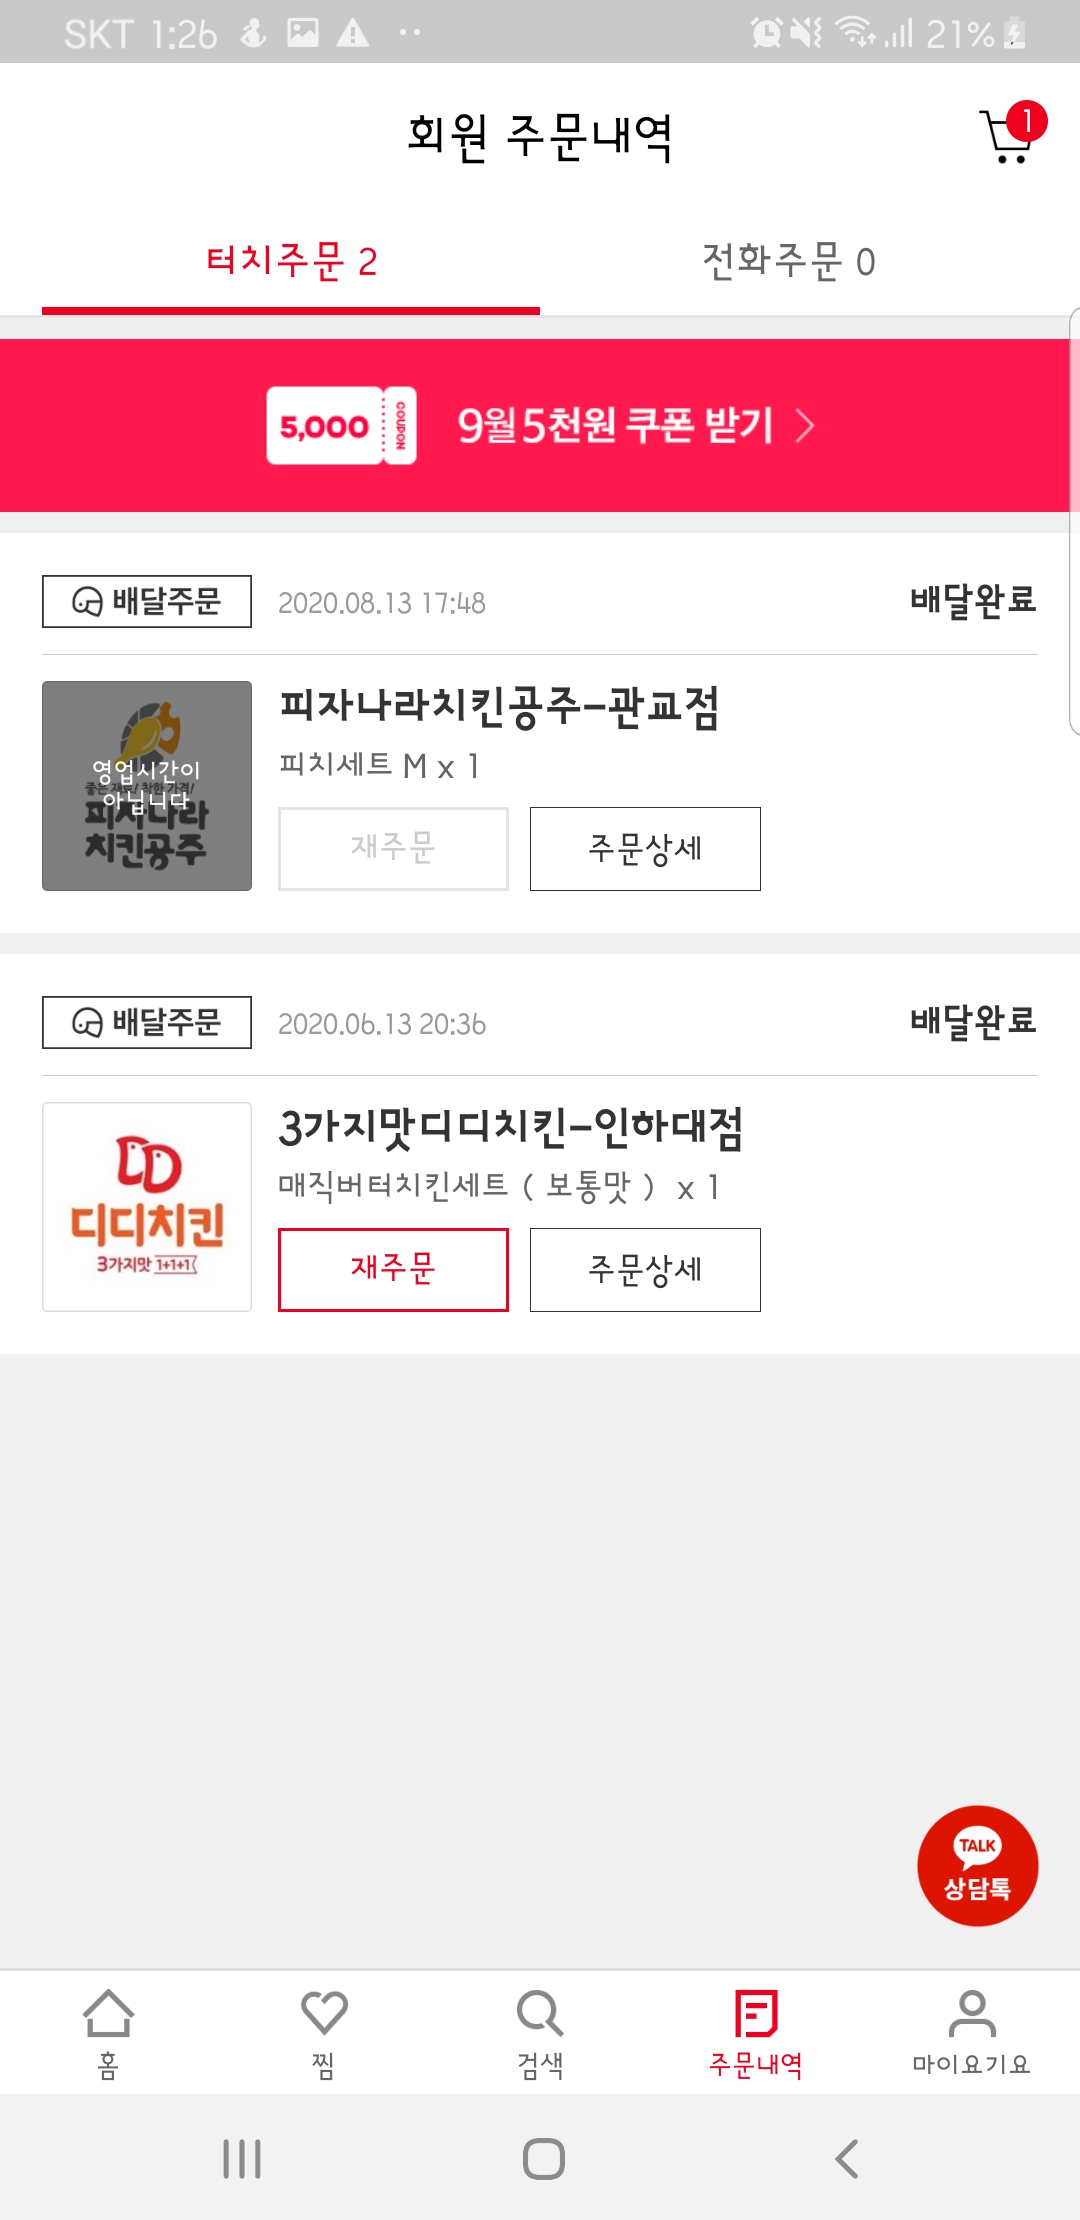 SKT 1:26
21%
회원 주문내역
1
터치주문 2
전화주문 0
5,000 COUPON 9월 5천원 쿠폰 받기
배달주문 2020.08.13 17:48 배달완료
피자나라치킨공주-관교점
피치세트 M x 1
영업시간이
아닙니다
좋은 재료! 착한 가격!
피자나라
치킨공주
재주문 주문상세
배달주문 2020.06.13 20:36 배달완료
3가지맛디디치킨-인하대점
매직버터치킨세트 ( 보통맛 ) x 1
디디치킨
3가지맛 1+1+1
재주문 주문상세
TALK
상담톡
홈 찜 검색 주문내역 마이요기요